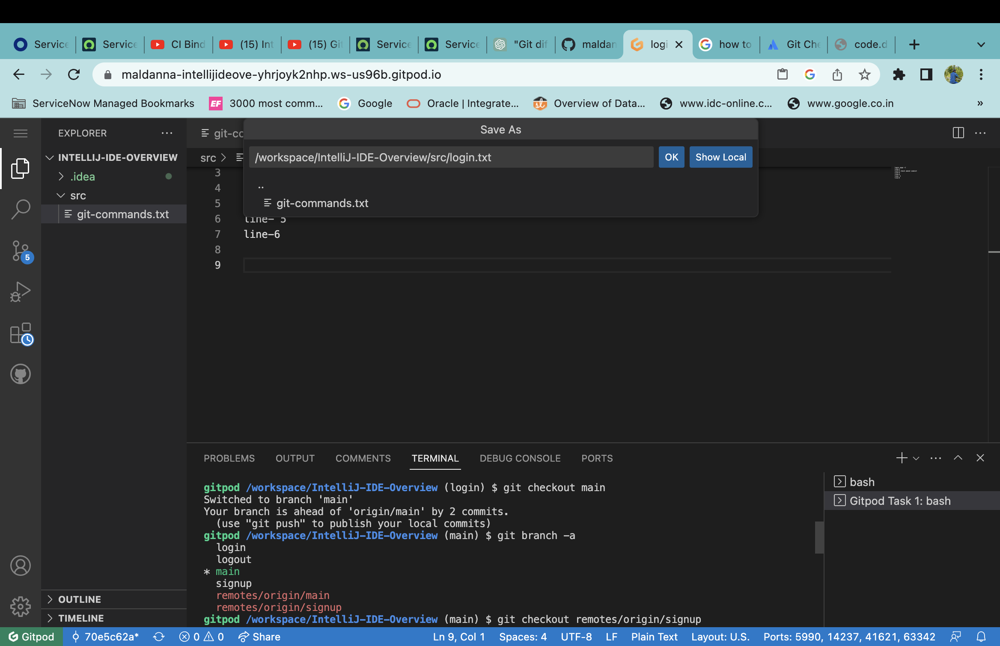 Service
Service
CI Bind
(15) Int
(15) Git
Service
Service
"Git dif
maldan
logi
how to
Git Che
code.d
maldanna-intellijideove-yhrjoyk2nhp.ws-us96b.gitpod.io
ServiceNow Managed Bookmarks
EF 3000 most comm...
Google
Oracle | Integrate...
Overview of Data...
www.idc-online.c...
www.google.co.in
»
EXPLORER
INTELLIJ-IDE-OVERVIEW
.idea
src
git-commands.txt
5
OUTLINE
TIMELINE
git-co
src
Save As
/workspace/IntelliJ-IDE-Overview/src/login.txt
OK
Show Local
..
git-commands.txt
3
4
5
6 line- 5
7 line-6
8
9
PROBLEMS
OUTPUT
COMMENTS
TERMINAL
DEBUG CONSOLE
PORTS
gitpod /workspace/IntelliJ-IDE-Overview (login) $ git checkout main
Switched to branch 'main'
Your branch is ahead of 'origin/main' by 2 commits.
(use "git push" to publish your local commits)
gitpod /workspace/IntelliJ-IDE-Overview (main) $ git branch -a
login
logout
* main
signup
remotes/origin/main
remotes/origin/signup
gitpod /workspace/IntelliJ-IDE-Overview (main) $ git checkout remotes/origin/signup
bash
Gitpod Task 1: bash
Gitpod
70e5c62a*
0
0
Share
Ln 9, Col 1
Spaces: 4
UTF-8
LF
Plain Text
Layout: U.S.
Ports: 5990, 14237, 41621, 63342